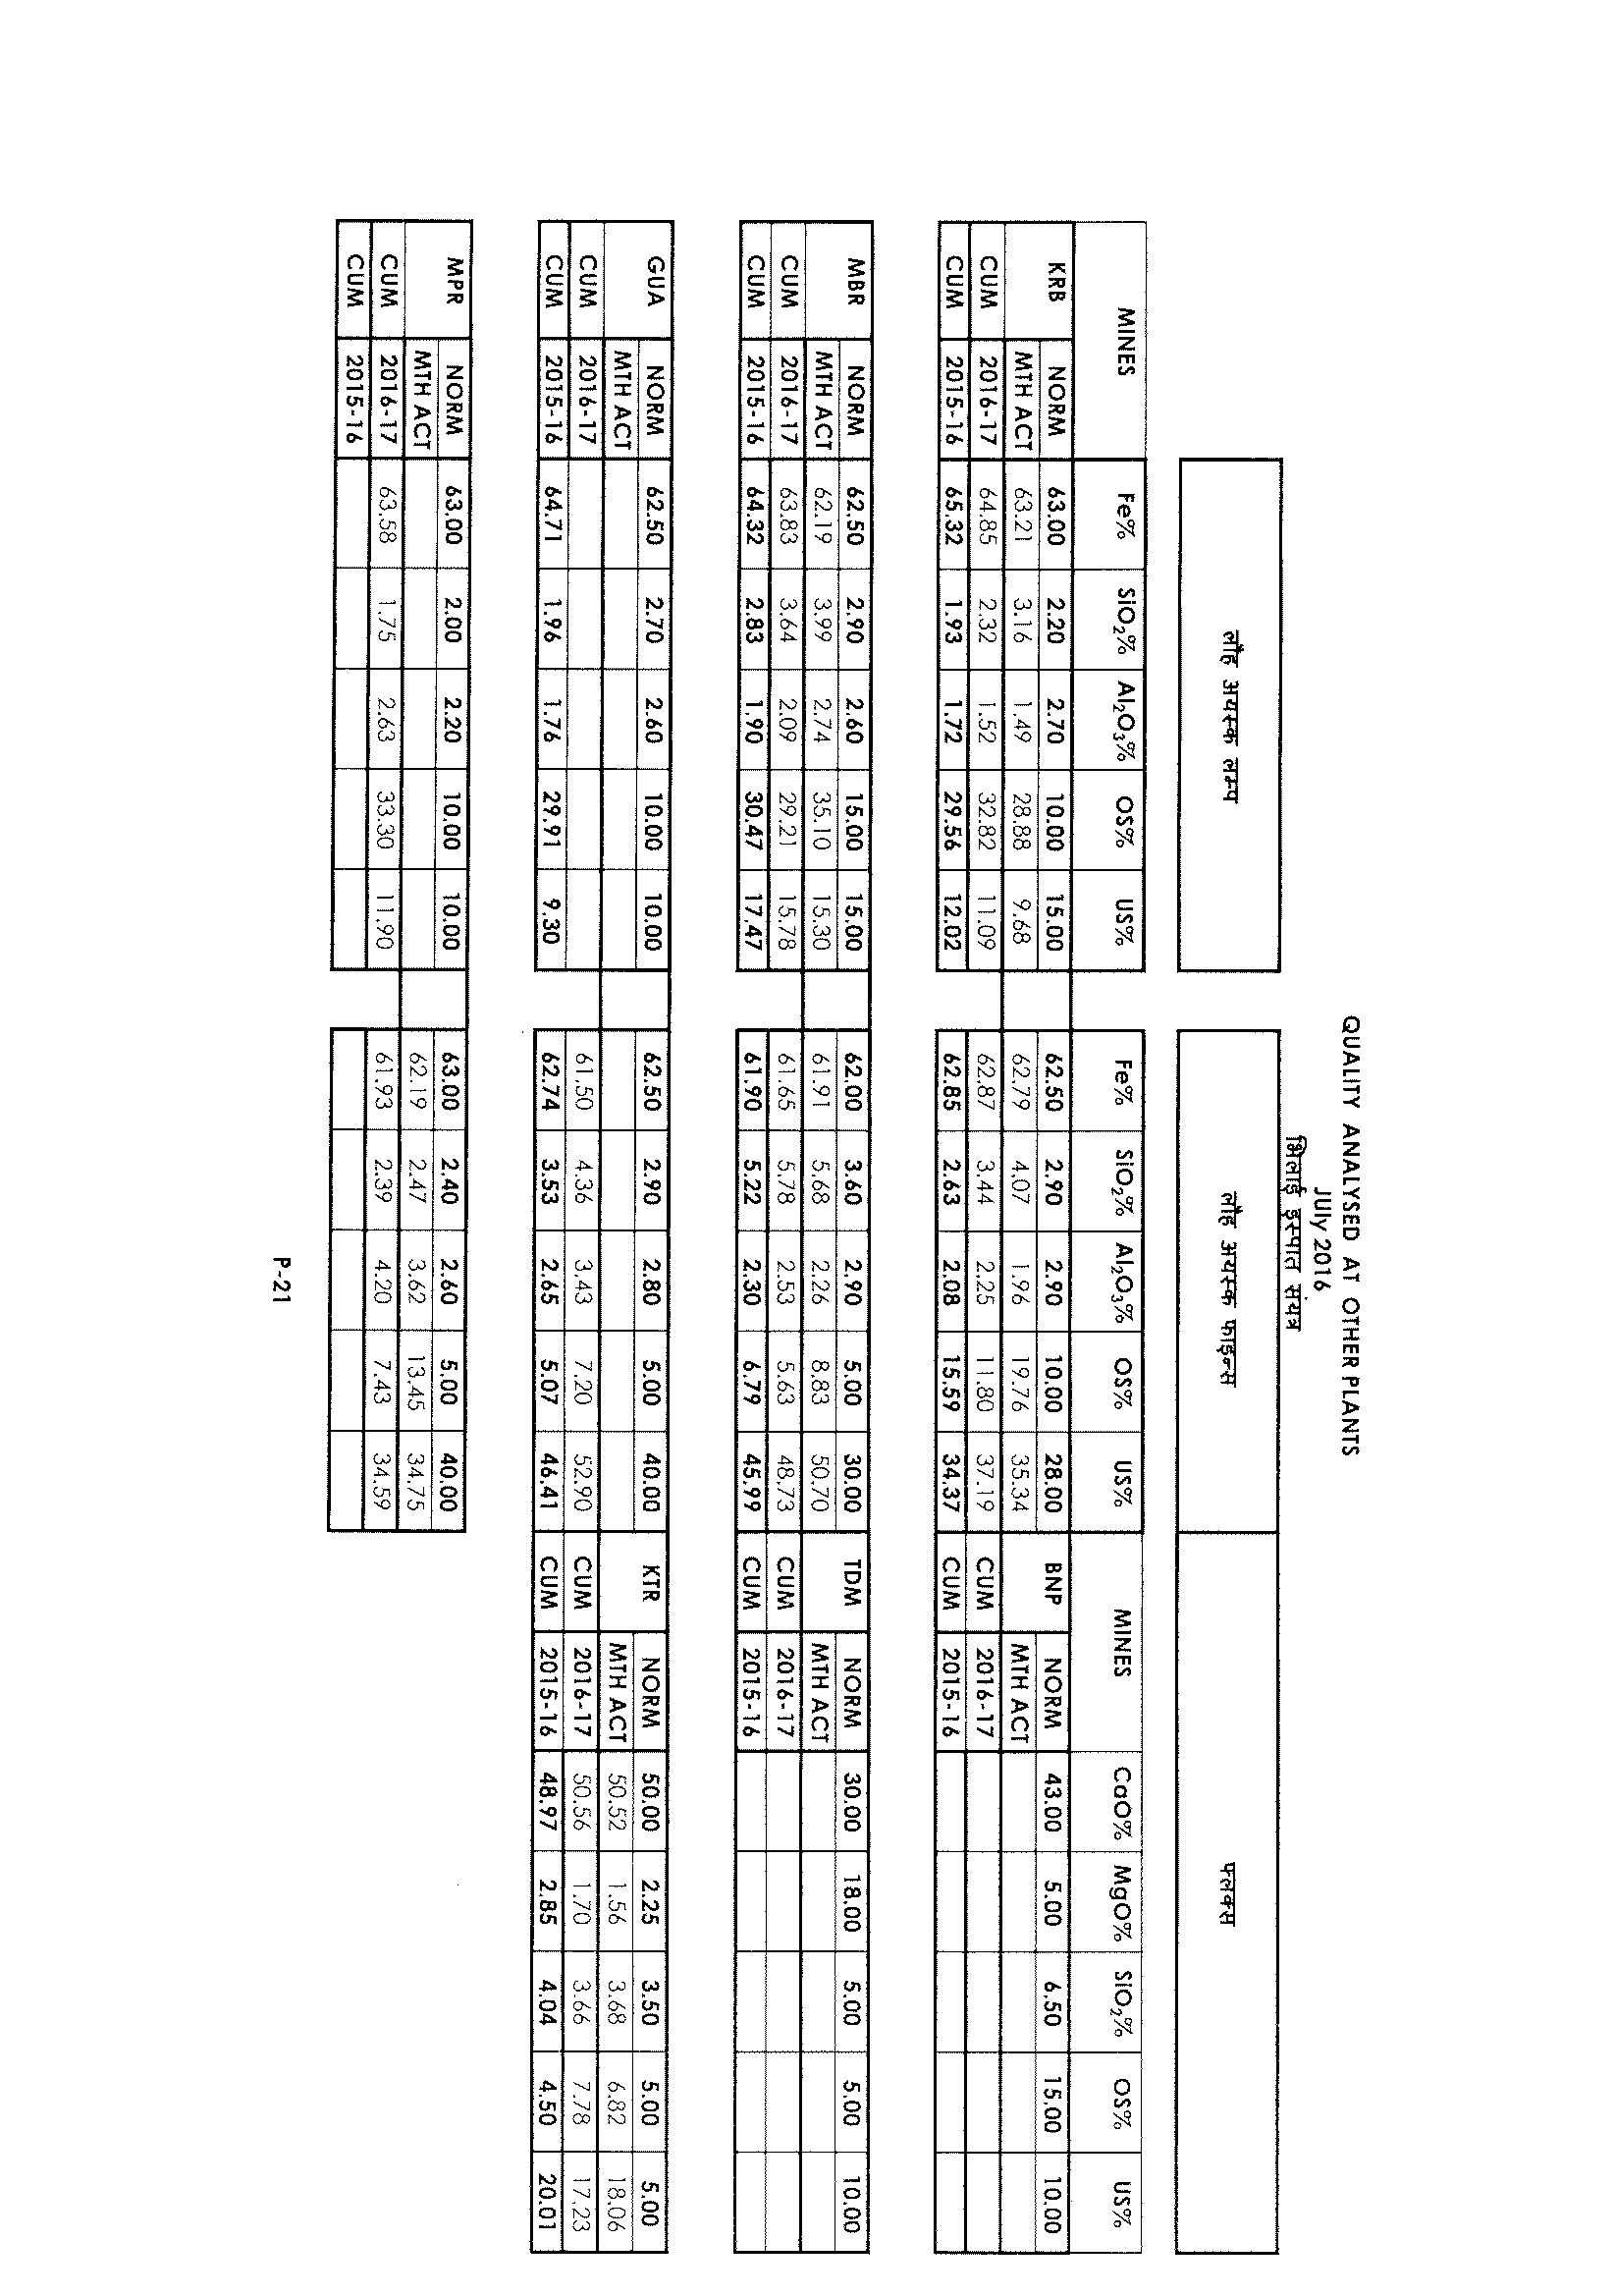 QUALITY ANALYSED AT OTHER PLANTS
JUly 2016
भिलाई इस्पात संयत्र
लौह अयस्क लम्प लौह अयस्क फाइन्स फ्लक्स
MINES Fe% SiO₂% Al₂O₃% OS% US% Fe% SiO₂% Al₂O₃% OS% US% MINES CaO% MgO% SiO₂% OS% US%
KRB NORM 63.00 2.20 2.70 10.00 15.00 62.50 2.90 2.90 10.00 28.00 BNP NORM 43.00 5.00 6.50 15.00 10.00
MTH ACT 63.21 3.16 1.49 28.88 9.68 62.79 4.07 1.96 19.76 35.34 MTH ACT
CUM 2016-17 64.85 2.32 1.52 32.82 11.09 62.87 3.44 2.25 11.80 37.19 CUM 2016-17
CUM 2015-16 65.32 1.93 1.72 29.56 12.02 62.85 2.63 2.08 15.59 34.37 CUM 2015-16
MBR NORM 62.50 2.90 2.60 15.00 15.00 62.00 3.60 2.90 5.00 30.00 TDM NORM 30.00 18.00 5.00 5.00 10.00
MTH ACT 62.19 3.99 2.74 35.10 15.30 61.91 5.68 2.26 8.83 50.70 MTH ACT
CUM 2016-17 63.83 3.64 2.09 29.21 15.78 61.65 5.78 2.53 5.63 48.73 CUM 2016-17
CUM 2015-16 64.32 2.83 1.90 30.47 17.47 61.90 5.22 2.30 6.79 45.99 CUM 2015-16
GUA NORM 62.50 2.70 2.60 10.00 10.00 62.50 2.90 2.80 5.00 40.00 KTR NORM 50.00 2.25 3.50 5.00 5.00
MTH ACT MTH ACT 50.52 1.56 3.68 6.82 18.06
CUM 2016-17 61.50 4.36 3.43 7.20 52.90 CUM 2016-17 50.56 1.70 3.66 7.78 17.23
CUM 2015-16 64.71 1.96 1.76 29.91 9.30 62.74 3.53 2.65 5.07 46.41 CUM 2015-16 48.97 2.85 4.04 4.50 20.01
MPR NORM 63.00 2.00 2.20 10.00 10.00 63.00 2.40 2.60 5.00 40.00
MTH ACT 62.19 2.47 3.62 13.45 34.75
CUM 2016-17 63.58 1.75 2.63 33.30 11.90 61.93 2.39 4.20 7.43 34.59
CUM 2015-16
P-21